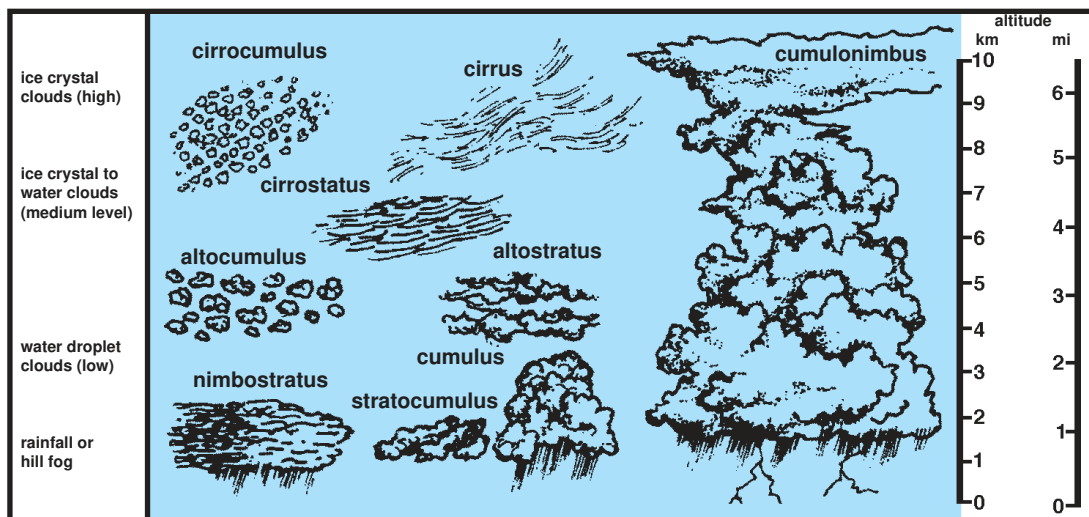 ice crystal
clouds (high)
ice crystal to
water clouds
(medium level)
water droplet
clouds (low)
rainfall or
hill fog
cirrocumulus
cirrus
cumulonimbus
cirrostatus
altocumulus
altostratus
cumulus
nimbostratus
stratocumulus
altitude
km
mi
10
9
8
7
6
5
4
3
2
1
0
6
5
4
3
2
1
0